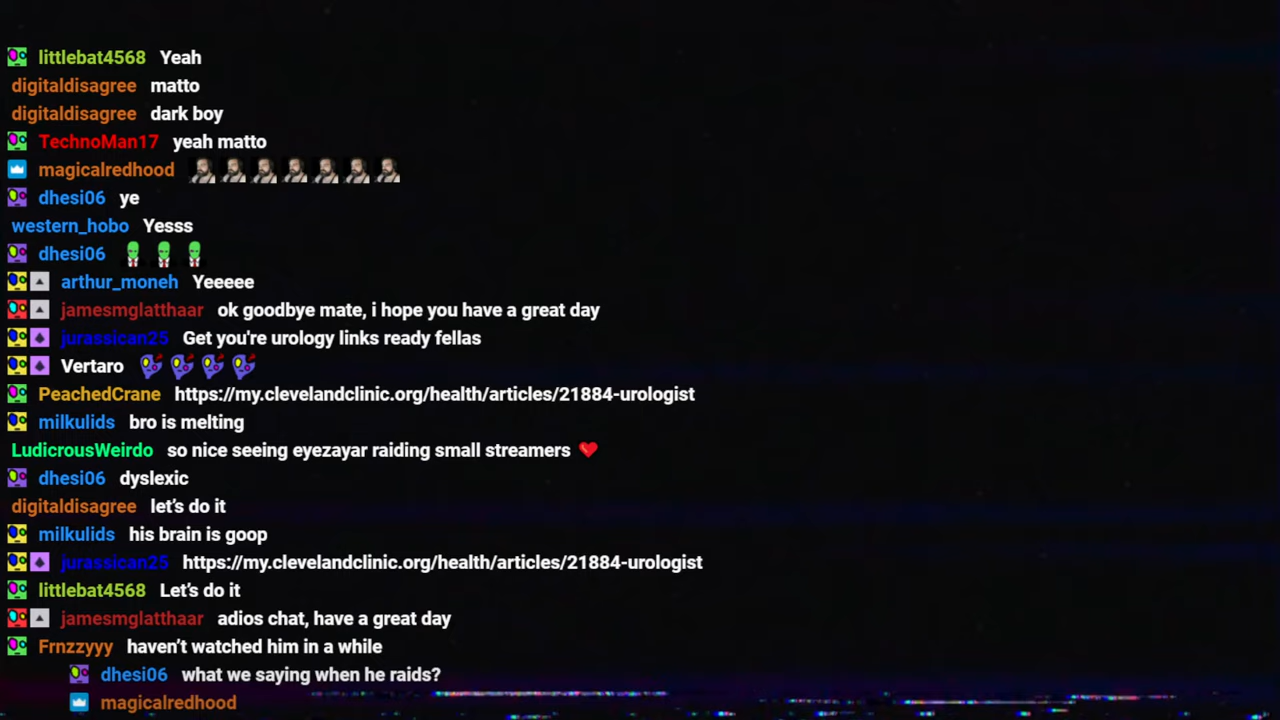 littlebat4568 Yeah
digitaldisagree matto
digitaldisagree dark boy
TechnoMan17 yeah matto
magicalredhood
dhesi06 ye
western_hobo Yesss
dhesi06
arthur_moneh Yeeeee
jamesmglatthaar ok goodbye mate, i hope you have a great day
jurassican25 Get you're urology links ready fellas
Vertaro
PeachedCrane https://my.clevelandclinic.org/health/articles/21884-urologist
milkulids bro is melting
LudicrousWeirdo so nice seeing eyezayar raiding small streamers
dhesi06 dyslexic
digitaldisagree let’s do it
milkulids his brain is goop
jurassican25 https://my.clevelandclinic.org/health/articles/21884-urologist
littlebat4568 Let’s do it
jamesmglatthaar adios chat, have a great day
Frnzzyyy haven’t watched him in a while
dhesi06 what we saying when he raids?
magicalredhood